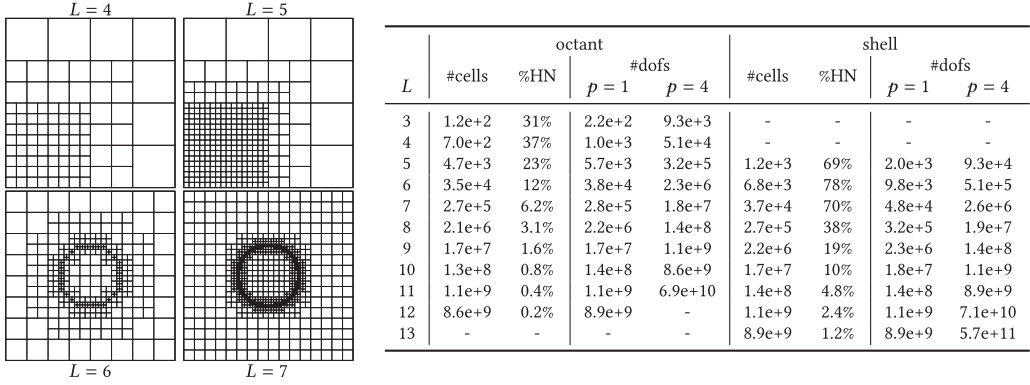 L = 4
L = 5
L = 6
L = 7
octant shell
#cells %HN #dofs #cells %HN #dofs
L p = 1 p = 4 p = 1 p = 4
3 1.2e+2 31% 2.2e+2 9.3e+3 - - - -
4 7.0e+2 37% 1.0e+3 5.1e+4 - - - -
5 4.7e+3 23% 5.7e+3 3.2e+5 1.2e+3 69% 2.0e+3 9.3e+4
6 3.5e+4 12% 3.8e+4 2.3e+6 6.8e+3 78% 9.8e+3 5.1e+5
7 2.7e+5 6.2% 2.8e+5 1.8e+7 3.7e+4 70% 4.8e+4 2.6e+6
8 2.1e+6 3.1% 2.2e+6 1.4e+8 2.7e+5 38% 3.2e+5 1.9e+7
9 1.7e+7 1.6% 1.7e+7 1.1e+9 2.2e+6 19% 2.3e+6 1.4e+8
10 1.3e+8 0.8% 1.4e+8 8.6e+9 1.7e+7 10% 1.8e+7 1.1e+9
11 1.1e+9 0.4% 1.1e+9 6.9e+10 1.4e+8 4.8% 1.4e+8 8.9e+9
12 8.6e+9 0.2% 8.9e+9 - 1.1e+9 2.4% 1.1e+9 7.1e+10
13 - - - - 8.9e+9 1.2% 8.9e+9 5.7e+11